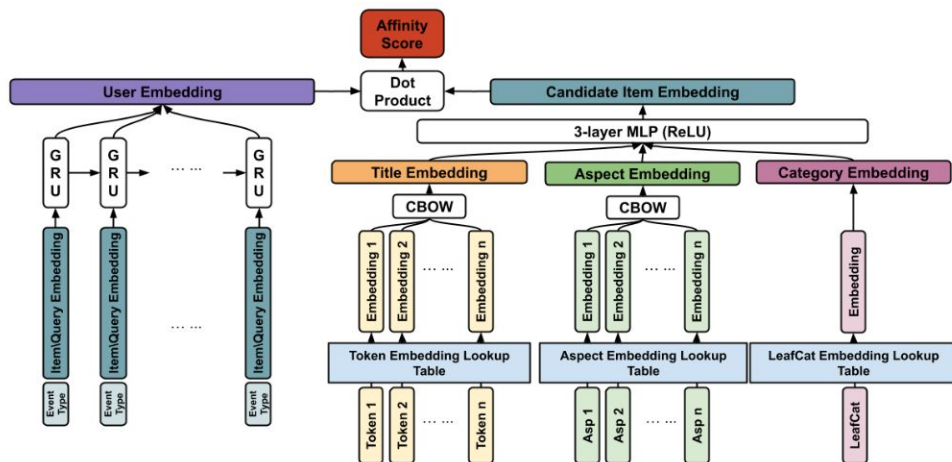 Affinity
Score
User Embedding
Dot
Product
Candidate Item Embedding
3-layer MLP (ReLU)
GRU
GRU
... ...
GRU
Title Embedding
Aspect Embedding
Category Embedding
CBOW
CBOW
Item\Query Embedding
Item\Query Embedding
... ...
Item\Query Embedding
Embedding 1
Embedding 2
... ...
Embedding n
Embedding 1
Embedding 2
... ...
Embedding n
Embedding
Token Embedding Lookup
Table
Aspect Embedding Lookup
Table
LeafCat Embedding Lookup
Table
Event
Type
Event
Type
Event
Type
Token 1
Token 2
... ...
Token n
Asp 1
Asp 2
... ...
Asp n
LeafCat